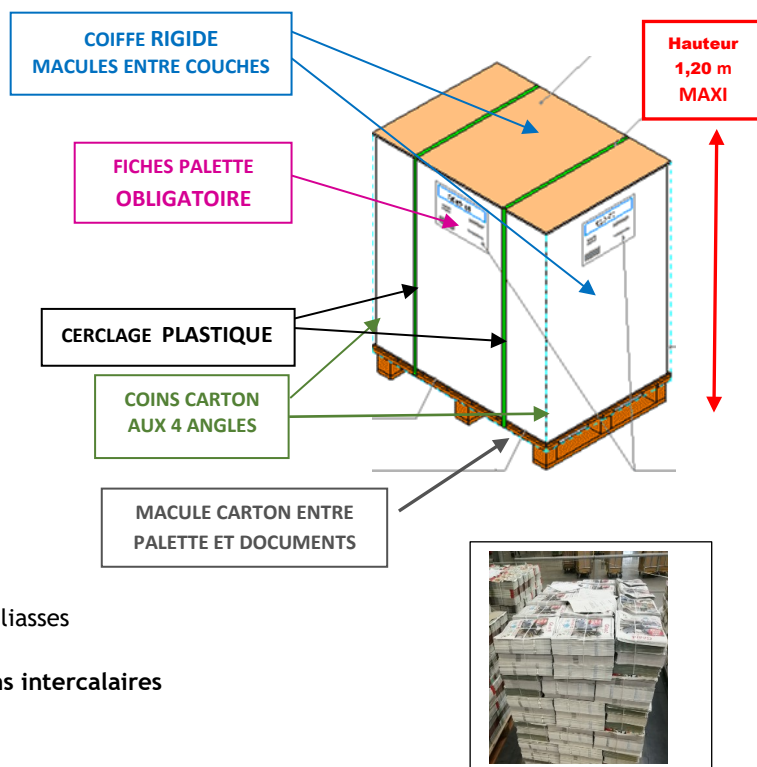 COIFFE RIGIDE
MACULES ENTRE COUCHES
Hauteur
1,20 m
MAXI
FICHES PALETTE
OBLIGATOIRE
CERCLAGE PLASTIQUE
COINS CARTON
AUX 4 ANGLES
MACULE CARTON ENTRE
PALETTE ET DOCUMENTS
liasses
intercalaires